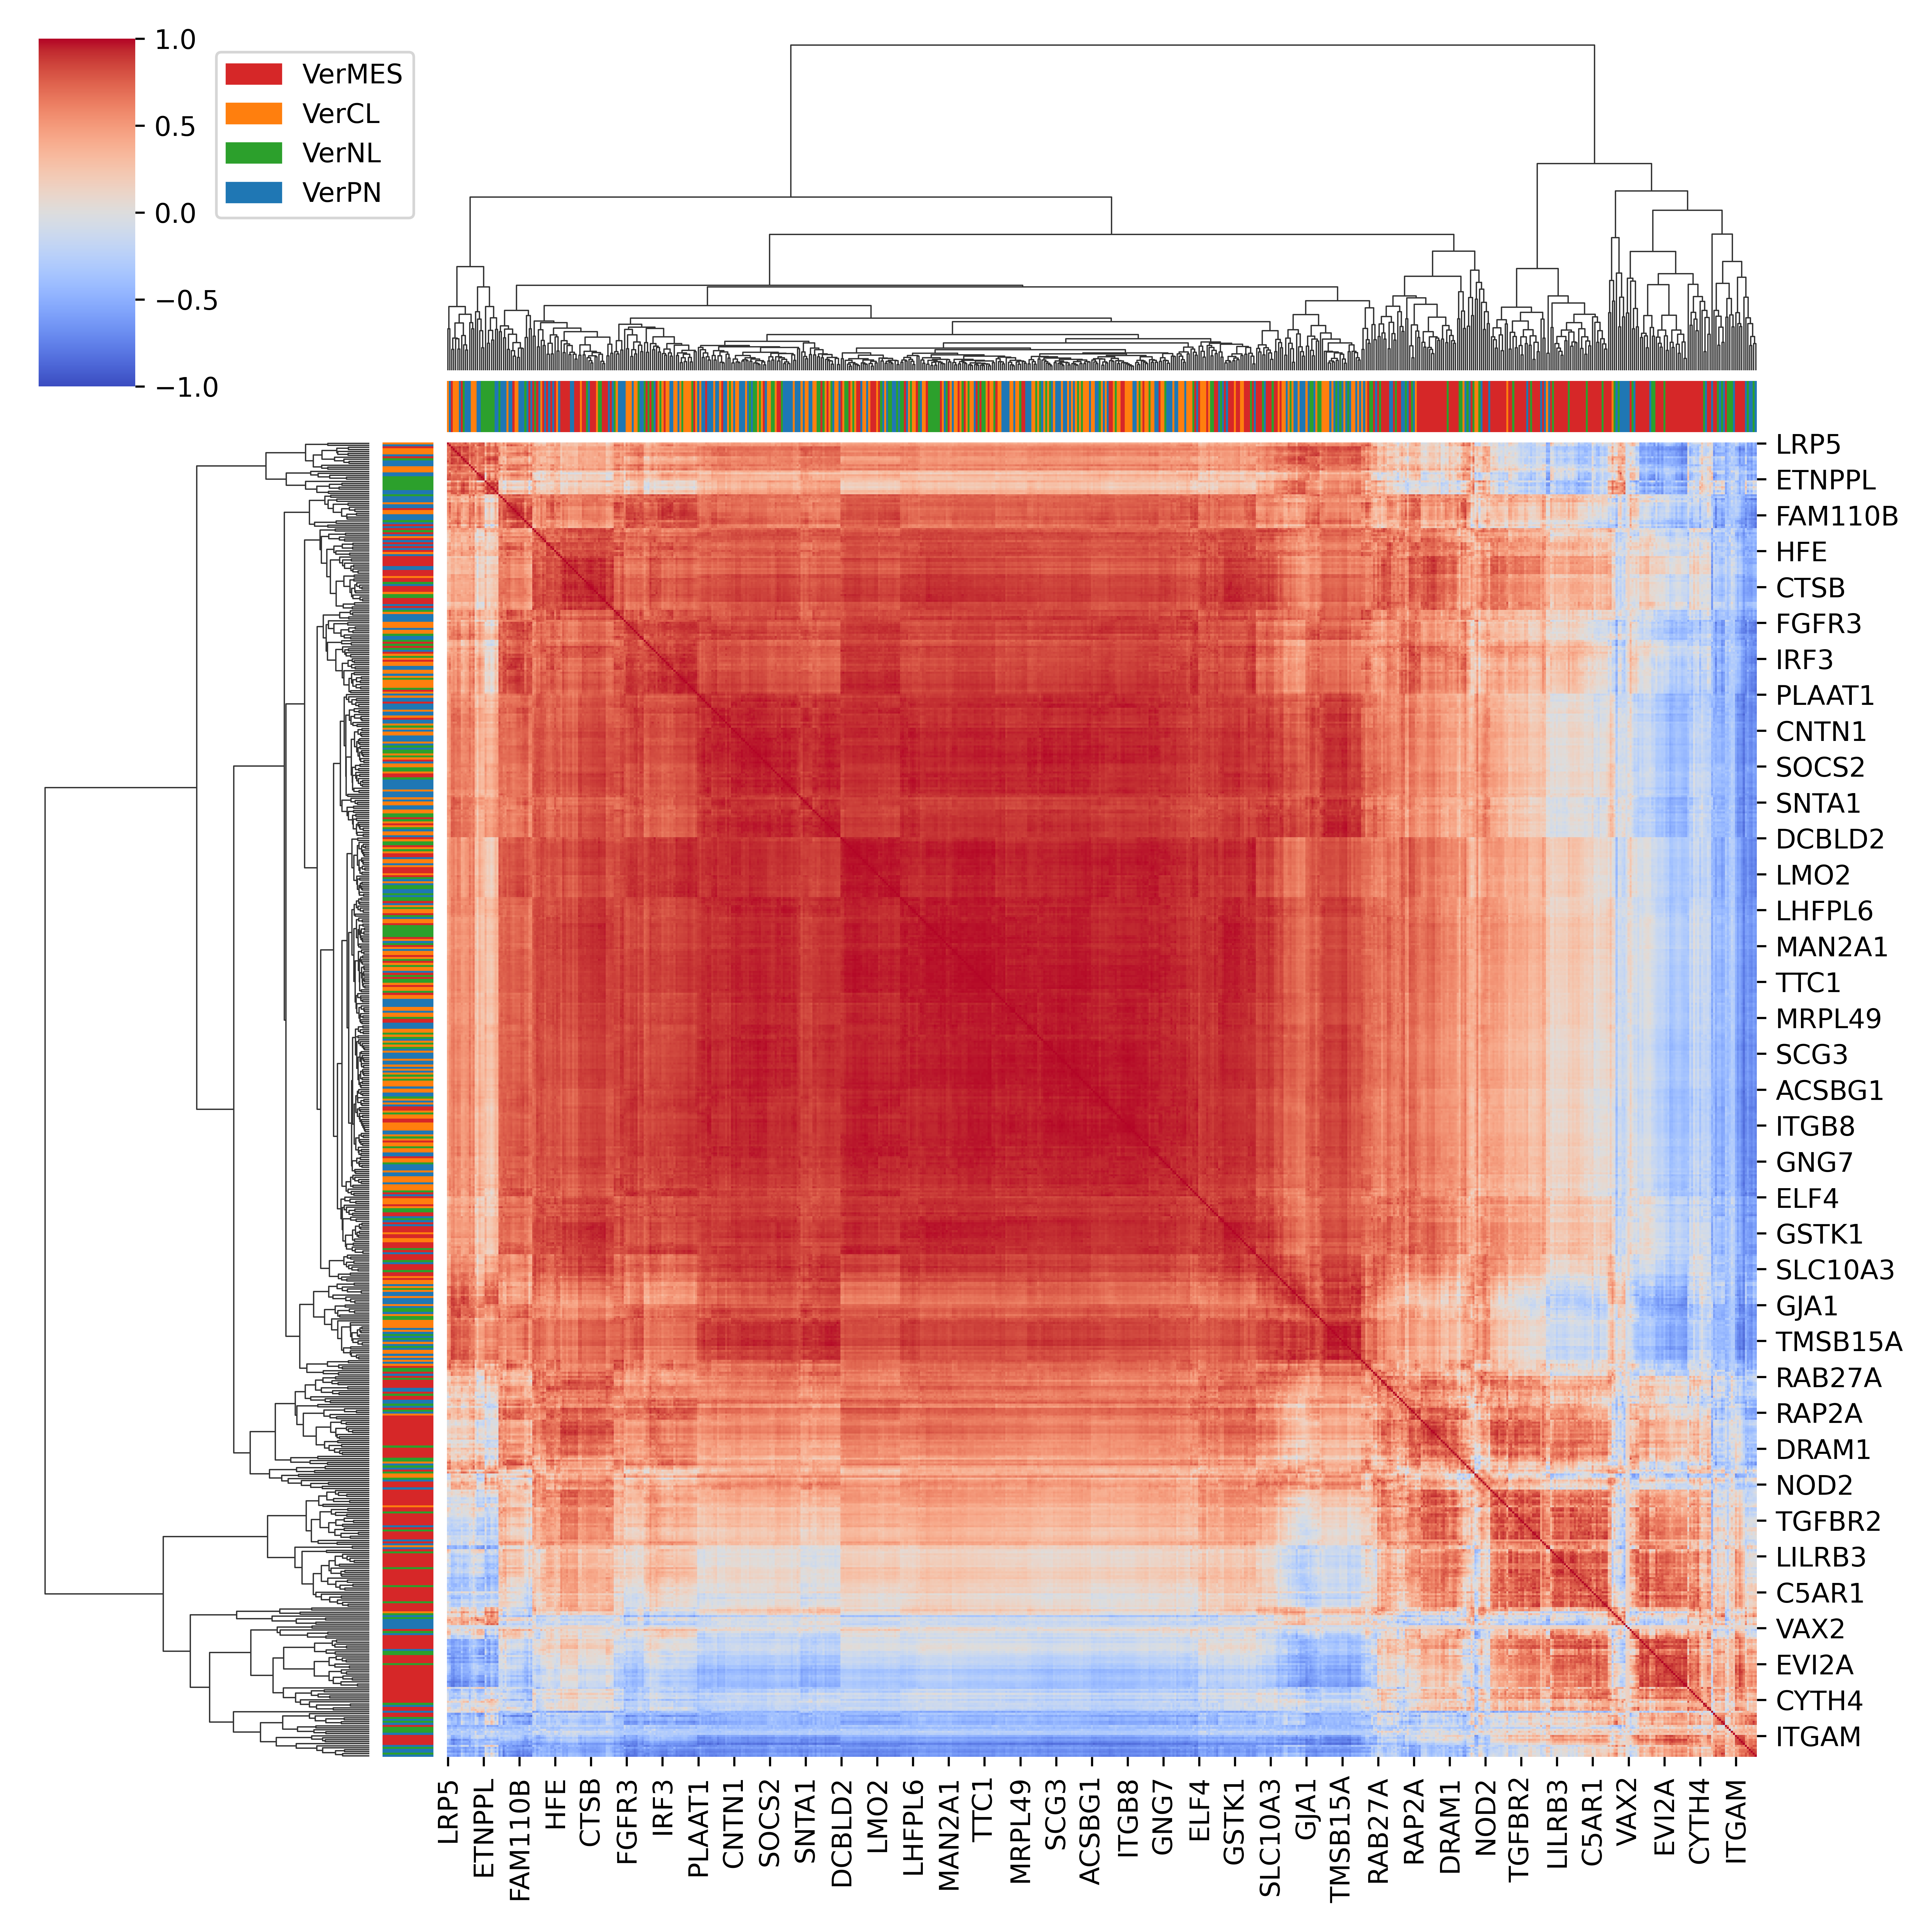 1.0
0.5
0.0
−0.5
−1.0
VerMES
VerCL
VerNL
VerPN
LRP5
ETNPPL
FAM110B
HFE
CTSB
FGFR3
IRF3
PLAAT1
CNTN1
SOCS2
SNTA1
DCBLD2
LMO2
LHFPL6
MAN2A1
TTC1
MRPL49
SCG3
ACSBG1
ITGB8
GNG7
ELF4
GSTK1
SLC10A3
GJA1
TMSB15A
RAB27A
RAP2A
DRAM1
NOD2
TGFBR2
LILRB3
C5AR1
VAX2
EVI2A
CYTH4
ITGAM
LRP5
ETNPPL
FAM110B
HFE
CTSB
FGFR3
IRF3
PLAAT1
CNTN1
SOCS2
SNTA1
DCBLD2
LMO2
LHFPL6
MAN2A1
TTC1
MRPL49
SCG3
ACSBG1
ITGB8
GNG7
ELF4
GSTK1
SLC10A3
GJA1
TMSB15A
RAB27A
RAP2A
DRAM1
NOD2
TGFBR2
LILRB3
C5AR1
VAX2
EVI2A
CYTH4
ITGAM